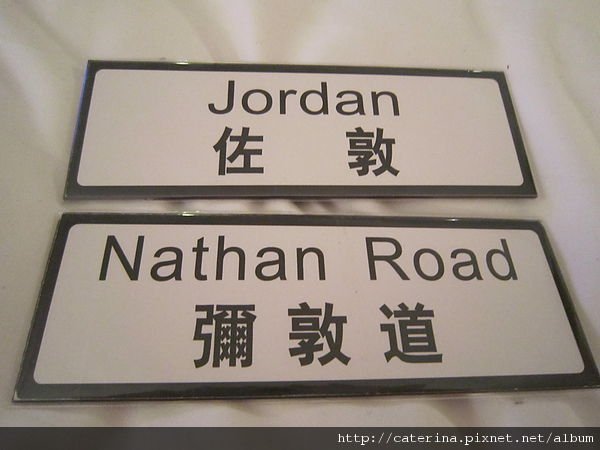 Jordan
佐敦
Nathan Road
彌敦道
http://caterina.pixnet.net/album